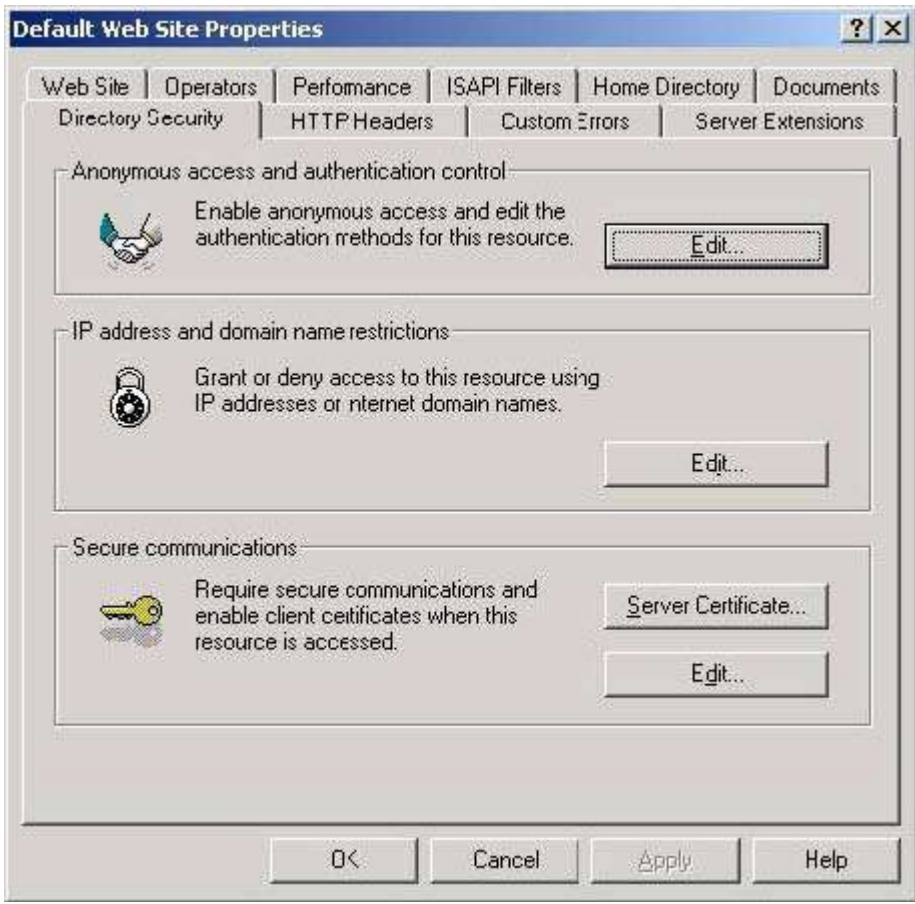 Default Web Site Properties
Web Site Operators Performance ISAPI Filters Home Directory Documents
Directory Security HTTP Headers Custom Errors Server Extensions
Anonymous access and authentication control
Enable anonymous access and edit the
authentication methods for this resource.
Edit...
IP address and domain name restrictions
Grant or deny access to this resource using
IP addresses or nternet domain names.
Edit...
Secure communications
Require secure communications and
enable client certificates when this
resource is accessed.
Server Certificate...
Edit...
OK Cancel Apply Help